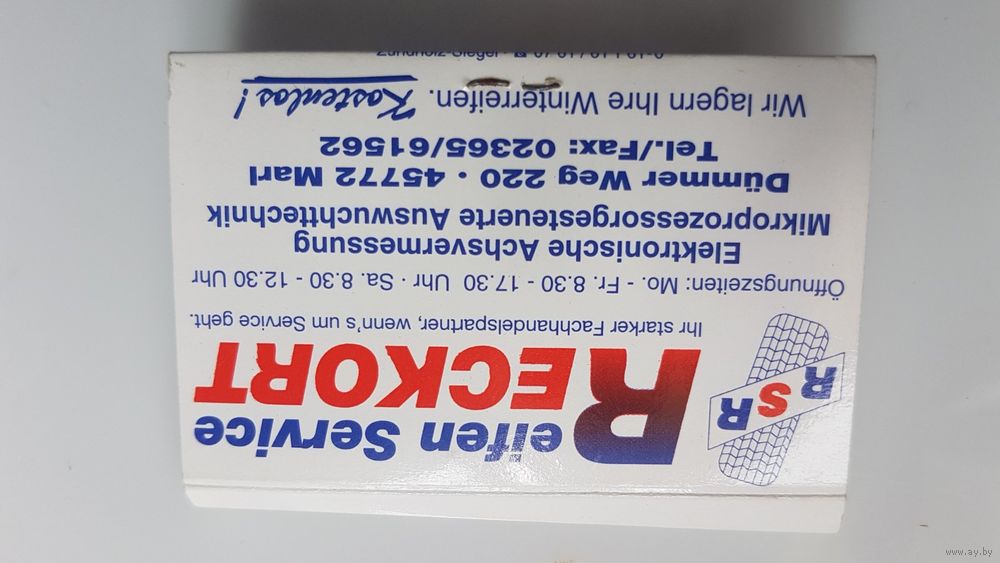 RSR
Reifen Service
RECKORT
Ihr starker Fachhandelspartner, wenn's um Service geht.
Öffnungszeiten: Mo. - Fr. 8.30 - 17.30 Uhr · Sa. 8.30 - 12.30 Uhr
Elektronische Achsvermessung
Mikroprozessorgesteuerte Auswuchttechnik
Dümmer Weg 220 · 45772 Marl
Tel./Fax: 02365/61562
Wir lagern Ihre Winterreifen. Kostenlos!
www.ay.by